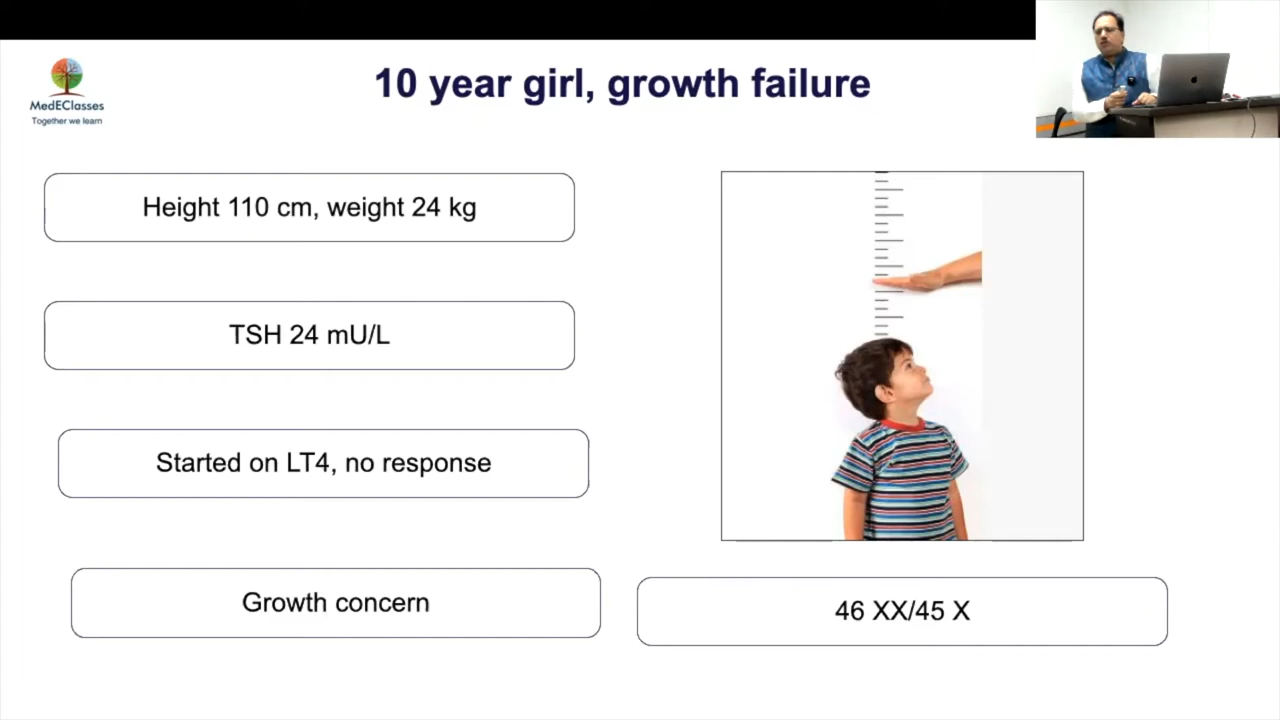 10 year girl, growth failure
MedEClasses
Together we learn
Height 110 cm, weight 24 kg
TSH 24 mU/L
Started on LT4, no response
Growth concern
46 XX/45 X